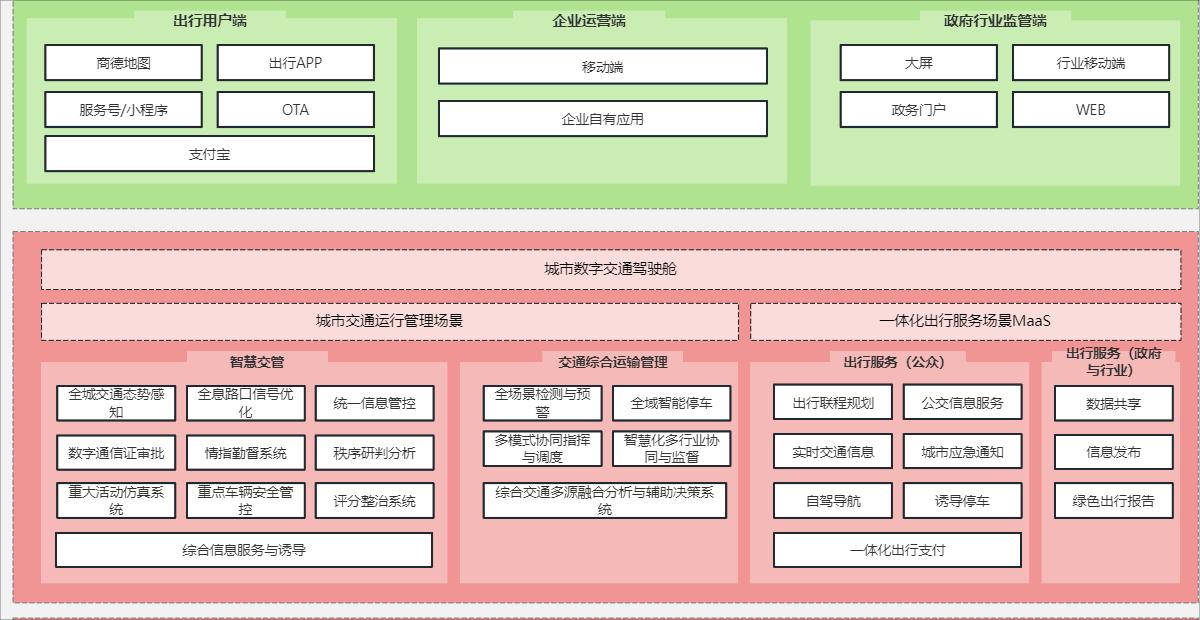 出行用户端
企业运营端
政府行业监管端
商德地图
出行APP
服务号/小程序
OTA
支付宝
移动端
企业自有应用
大屏
行业移动端
政务门户
WEB
城市数字交通驾驶舱
城市交通运行管理场景
一体化出行服务场景MaaS
智慧交管
全城交通态势感
知
全息路口信号优
化
统一信息管控
数字通信证审批
情指勤督系统
秩序研判分析
重大活动仿真系
统
重点车辆安全管
控
评分整治系统
综合信息服务与诱导
交通综合运输管理
全场景检测与预
警
全域智能停车
多模式协同指挥
与调度
智慧化多行业协
同与监督
综合交通多源融合分析与辅助决策系
统
出行服务（公众）
出行联程规划
公交信息服务
实时交通信息
城市应急通知
自驾导航
诱导停车
一体化出行支付
出行服务（政府
与行业）
数据共享
信息发布
绿色出行报告